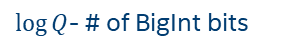 log Q - # of BigInt bits